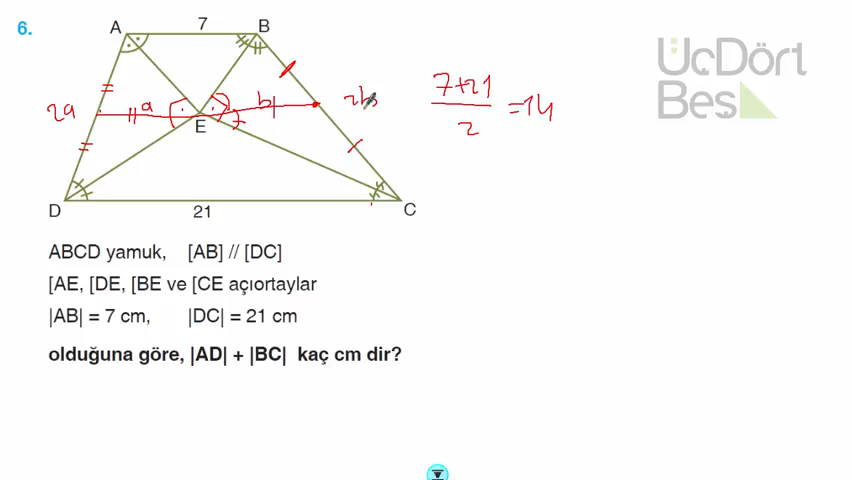 6.
A 7 B
ÜçDört
Beş
2a a b 2b
7+21
2
=14
E
D 21 C
ABCD yamuk, [AB] // [DC]
[AE, [DE, [BE ve [CE açıortaylar
|AB| = 7 cm, |DC| = 21 cm
olduğuna göre, |AD| + |BC| kaç cm dir?